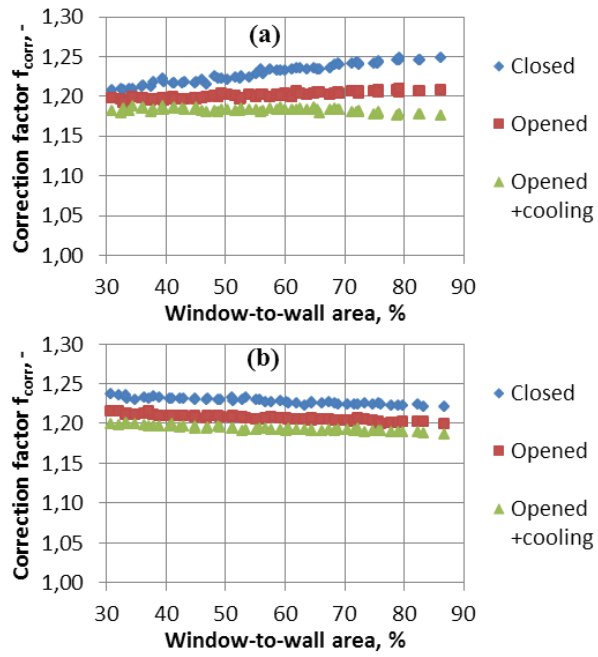 (a)
Correction factor fcorr, -
1,30
1,25
1,20
1,15
1,10
1,05
1,00
30 40 50 60 70 80 90
Window-to-wall area, %
Closed
Opened
Opened
+cooling
(b)
Correction factor fcorr, -
1,30
1,25
1,20
1,15
1,10
1,05
1,00
30 40 50 60 70 80 90
Window-to-wall area, %
Closed
Opened
Opened
+cooling